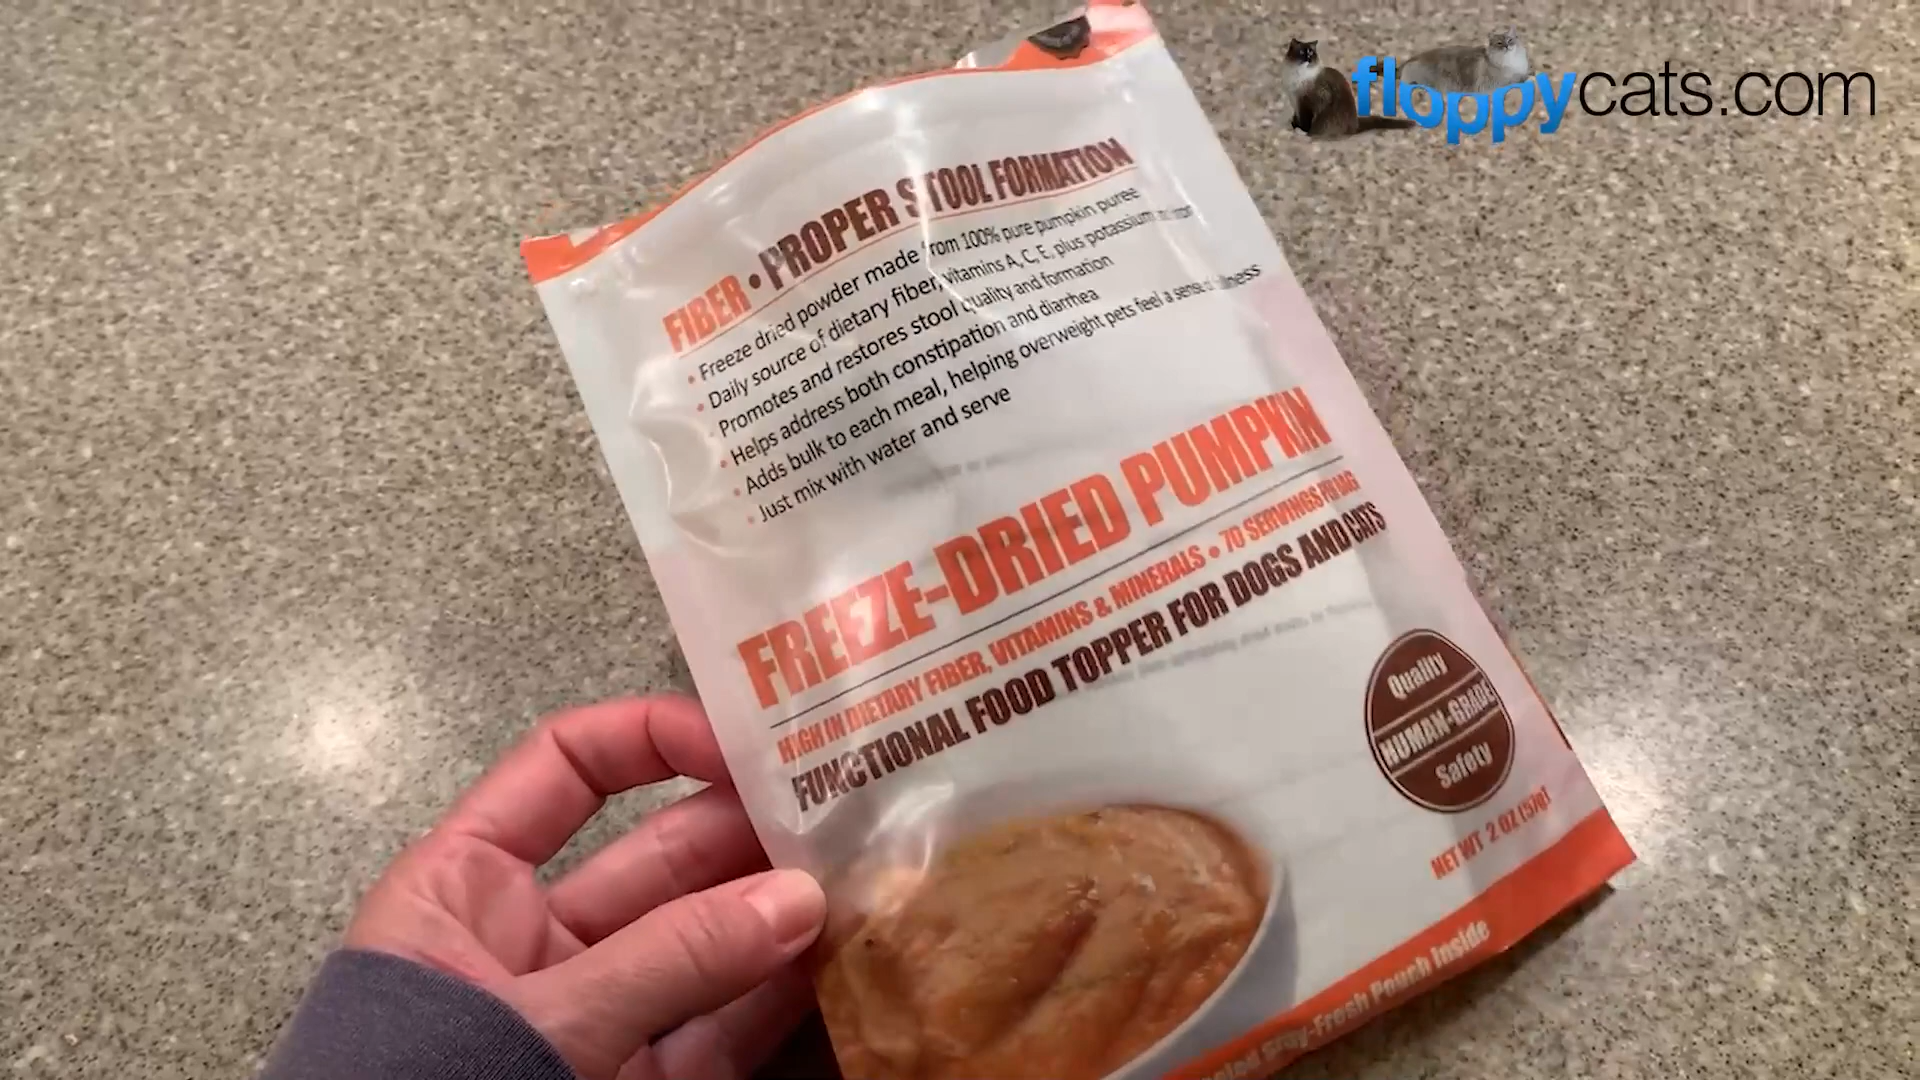 floppycats.com
FIBER • PROPER STOOL FORMATION
• Freeze dried powder made from 100% pure pumpkin puree
• Daily source of dietary fiber, vitamins A, C, E, plus potassium
• Promotes and restores stool quality and formation
• Helps address both constipation and diarrhea
• Adds bulk to each meal, helping overweight pets feel a sense
• Just mix with water and serve
FREEZE-DRIED PUMPKIN
HIGH IN DIETARY FIBER, VITAMINS & MINERALS • 70 SERVINGS PER BAG
FUNCTIONAL FOOD TOPPER FOR DOGS AND CATS
Quality
HUMAN-GRADE
Safety
NET WT 2 OZ (57g)
Stay-Fresh Pouch Inside